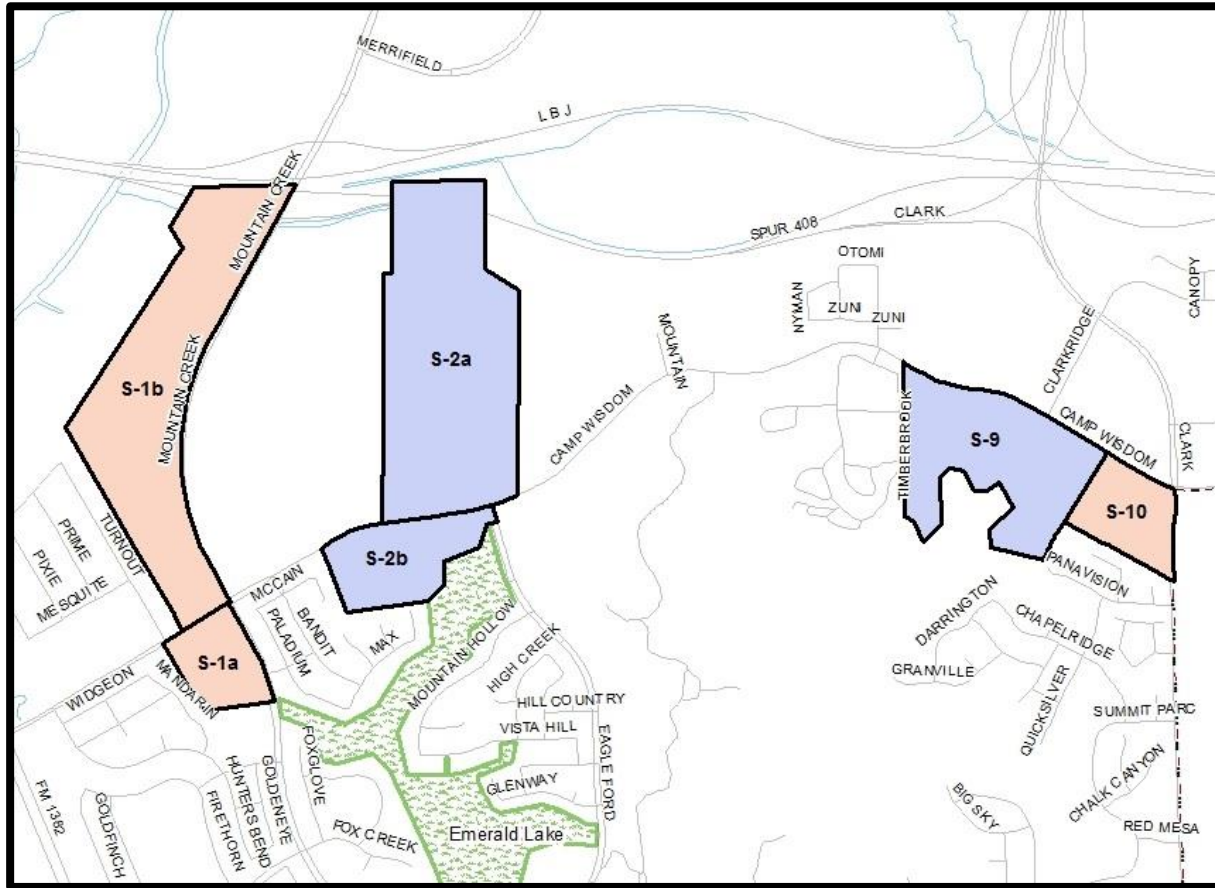 MERRIFIELD
L B J
MOUNTAIN CREEK
CLARK
SPUR 408
OTOMI
CANOPY
NYMAN
ZUNI
ZUNI
MOUNTAIN
CLARKRIDGE
S-2a
S-1b
MOUNTAIN CREEK
CAMP WISDOM
CAMP WISDOM
CLARK
S-9
TIMBERBROOK
S-10
TURNOUT
PRIME
PIXIE
MESQUITE
MCCAIN
S-2b
PANAVISION
BANDIT
PALADIUM
MAX
MOUNTAIN HOLLOW
HIGH CREEK
DARRINGTON
CHAPELRIDGE
GRANVILLE
S-1a
WIDGEON
MANDARIN
HILL COUNTRY
VISTA HILL
QUICKSILVER
SUMMIT PARC
FOXGLOVE
GOLDENEYE
HUNTERS BEND
FIRETHORN
GOLDFINCH
FM 1382
EAGLE FORD
GLENWAY
CHALK CANYON
BIG SKY
FOX CREEK
Emerald Lake
RED MESA